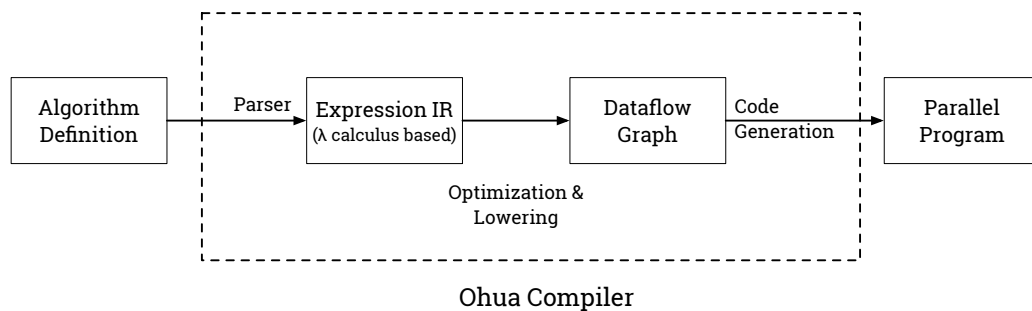 Algorithm
Definition
Parser
Expression IR
(λ calculus based)
Optimization &
Lowering
Dataflow
Graph
Code
Generation
Parallel
Program
Ohua Compiler